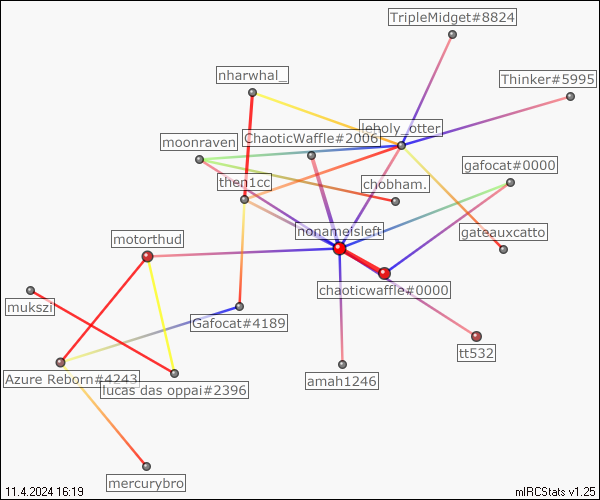 TripleMidget#8824
nharwhal_
Thinker#5995
leholy_otter
ChaoticWaffle#2006
moonraven
gafocat#0000
then1cc
chobham.
nonameisleft
gateauxcatto
motorthud
chaoticwaffle#0000
mukszi
Gafocat#4189
tt532
Azure Reborn#4243
lucas das oppai#2396
amah1246
mercurybro
11.4.2024 16:19
mIRCStats v1.25